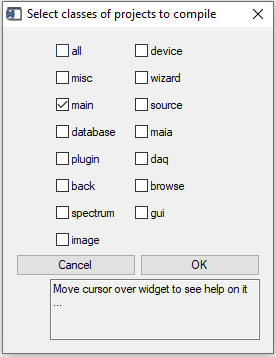 Select classes of projects to compile
all device
misc wizard
main source
database maia
plugin daq
back browse
spectrum gui
image
Cancel OK
Move cursor over widget to see help on it
...